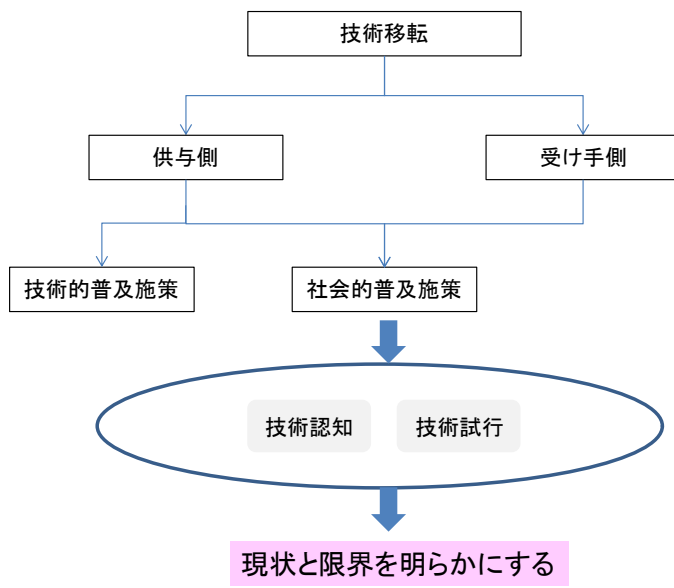 技術移転
供与側
受け手側
技術的普及施策
社会的普及施策
技術認知
技術試行
現状と限界を明らかにする